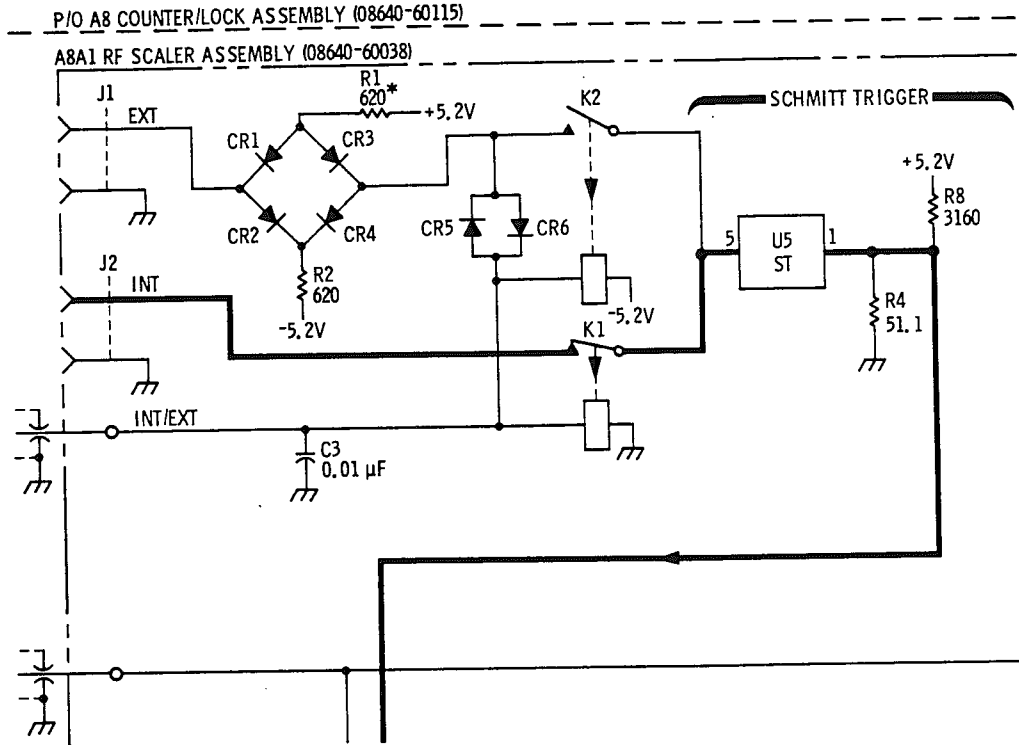 P/O A8 COUNTER/LOCK ASSEMBLY (08640-60115)
A8A1 RF SCALER ASSEMBLY (08640-60038)
J1
EXT
R1
620*
+5.2V
K2
SCHMITT TRIGGER
CR1
CR3
+5.2V
R8
3160
CR2
CR4
CR5
CR6
5
U5
ST
1
J2
INT
R2
620
-5.2V
-5.2V
K1
R4
51.1
INT/EXT
C3
0.01 µF